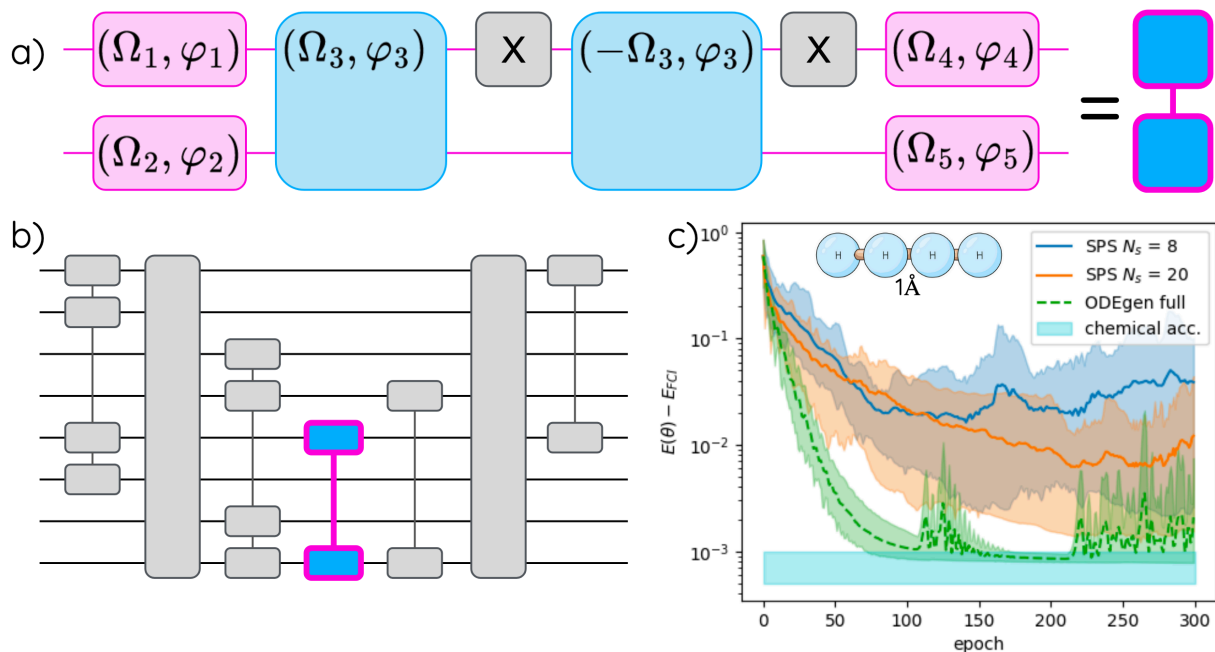 a)
(Ω₁, φ₁) (Ω₃, φ₃) X (−Ω₃, φ₃) X (Ω₄, φ₄)
(Ω₂, φ₂) (Ω₅, φ₅)
=
b)
c)
10⁰
10⁻¹
10⁻²
10⁻³
E(θ) − E_{FCI}
H H H H
1Å
SPS N_s = 8
SPS N_s = 20
ODEgen full
chemical acc.
0 50 100 150 200 250 300
epoch